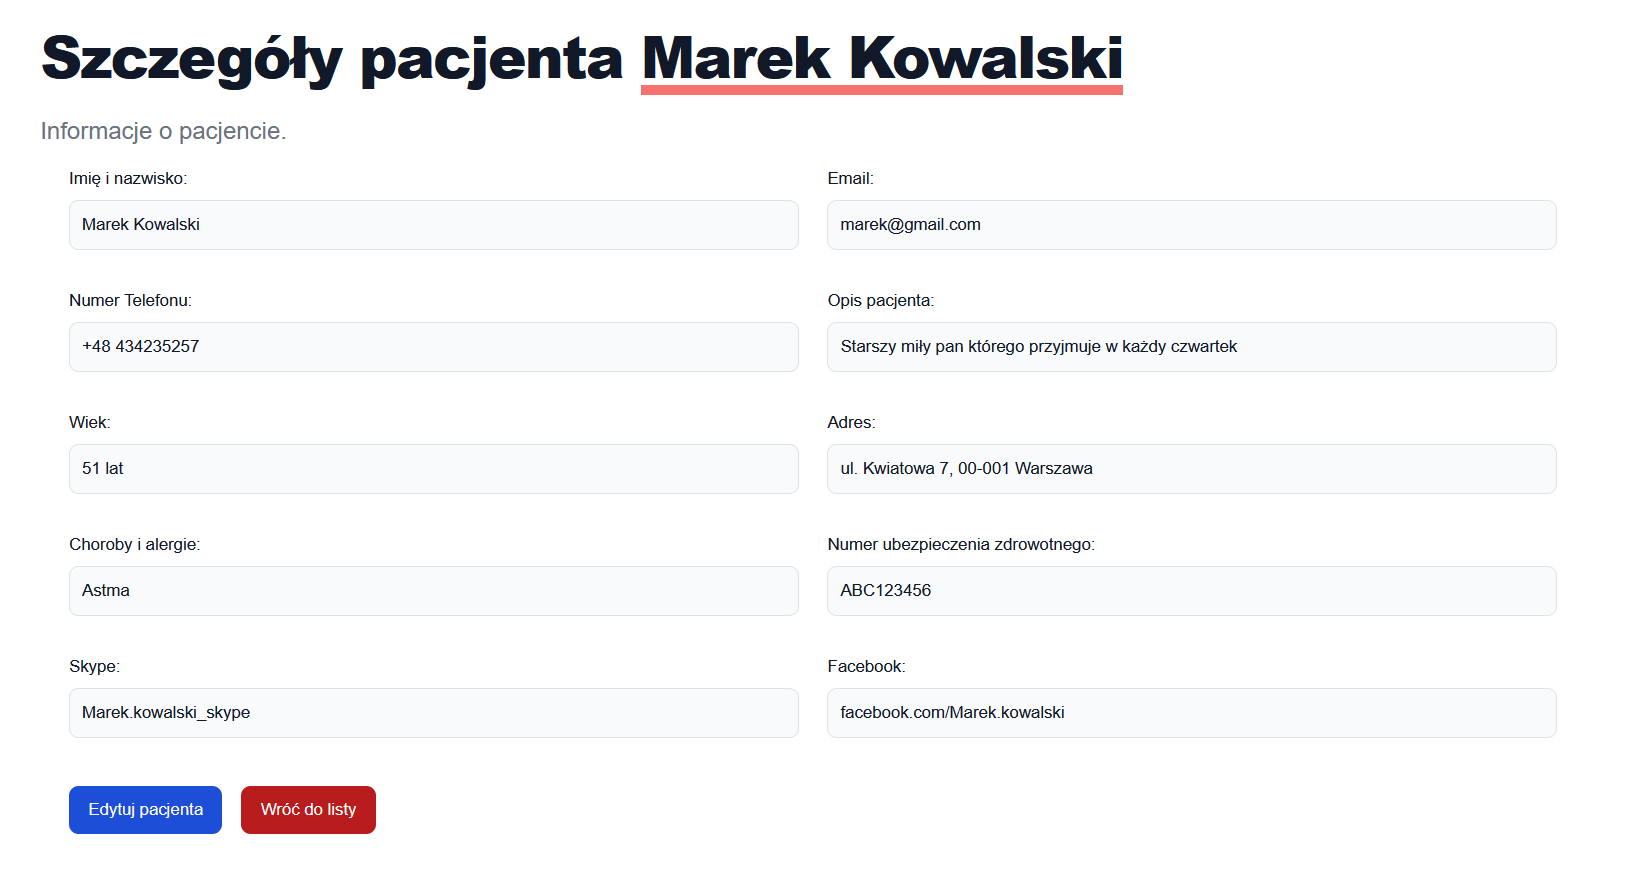 Szczegóły pacjenta Marek Kowalski
Informacje o pacjencie.
Imię i nazwisko:
Marek Kowalski
Email:
marek@gmail.com
Numer Telefonu:
+48 434235257
Opis pacjenta:
Starszy miły pan którego przyjmuje w każdy czwartek
Wiek:
51 lat
Adres:
ul. Kwiatowa 7, 00-001 Warszawa
Choroby i alergie:
Astma
Numer ubezpieczenia zdrowotnego:
ABC123456
Skype:
Marek.kowalski_skype
Facebook:
facebook.com/Marek.kowalski
Edytuj pacjenta
Wróć do listy